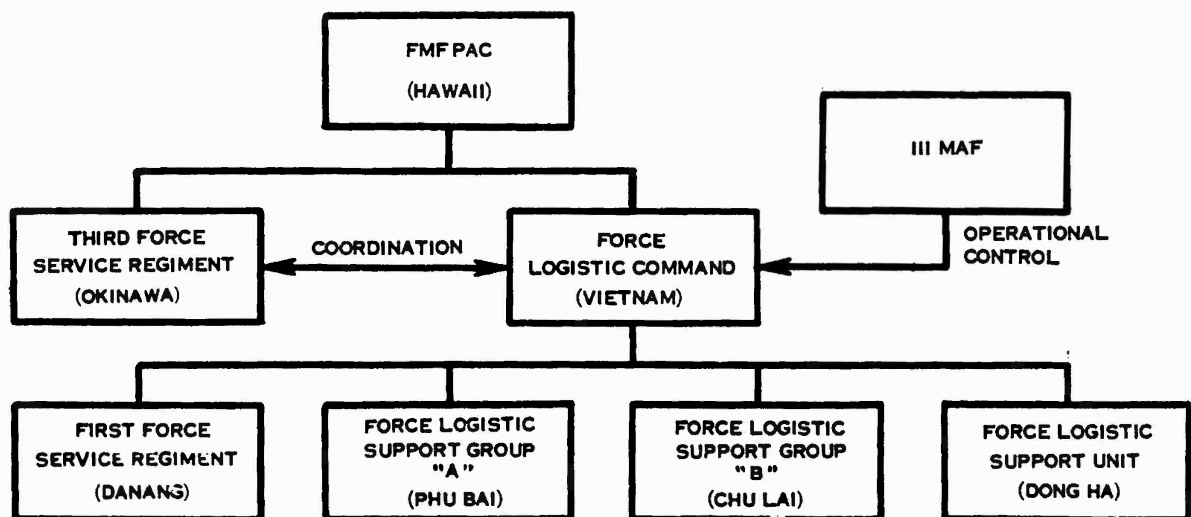 FMF PAC
(HAWAII)
III MAF
THIRD FORCE
SERVICE REGIMENT
(OKINAWA)
COORDINATION
FORCE
LOGISTIC COMMAND
(VIETNAM)
OPERATIONAL
CONTROL
FIRST FORCE
SERVICE REGIMENT
(DANANG)
FORCE LOGISTIC
SUPPORT GROUP
"A"
(PHU BAI)
FORCE LOGISTIC
SUPPORT GROUP
"B"
(CHU LAI)
FORCE LOGISTIC
SUPPORT UNIT
(DONG HA)